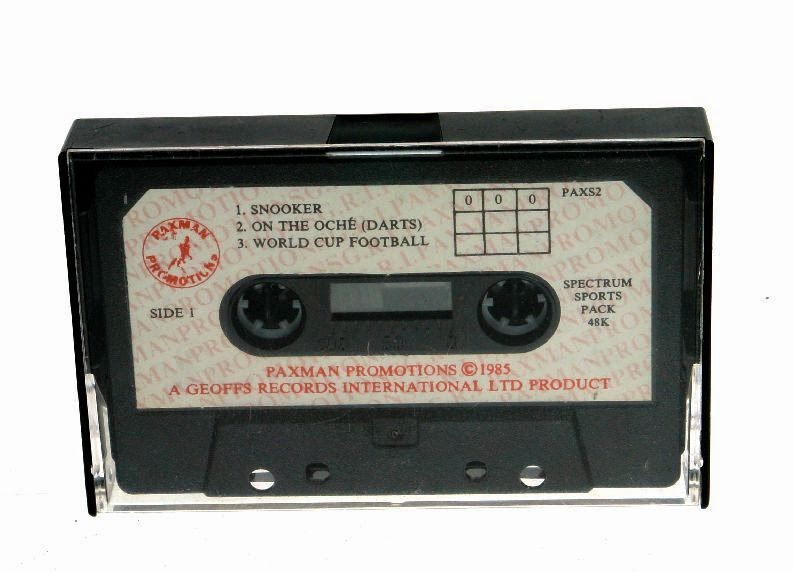 1. SNOOKER
2. ON THE OCHÉ (DARTS)
3. WORLD CUP FOOTBALL
0 0 0
PAXS2
PAXMAN
PROMOTIONS
SIDE 1
SPECTRUM
SPORTS
PACK
48K
PAXMAN PROMOTIONS ©1985
A GEOFFS RECORDS INTERNATIONAL LTD PRODUCT